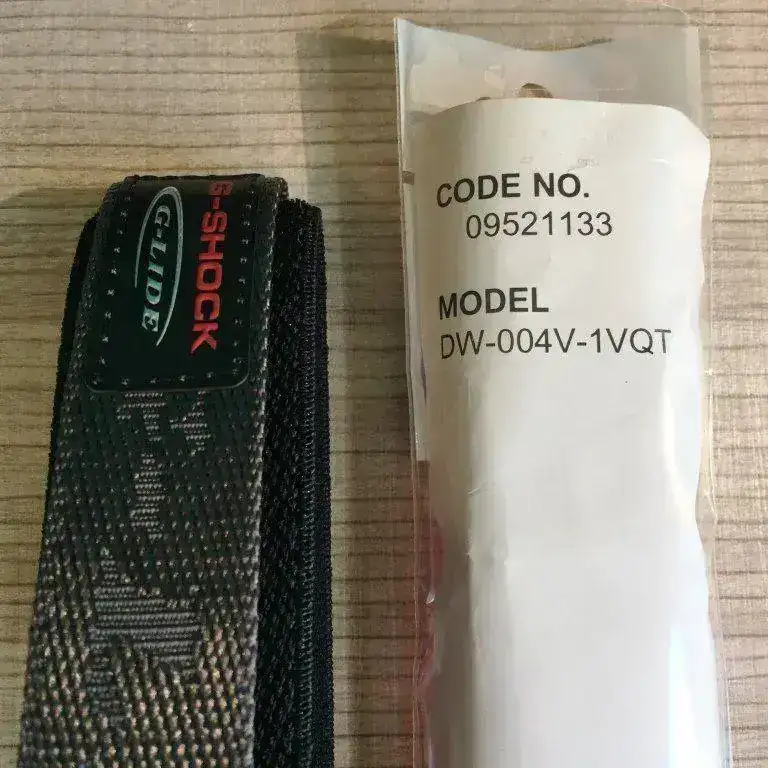 G-SHOCK
G-LIDE
CODE NO.
09521133
MODEL
DW-004V-1VQT